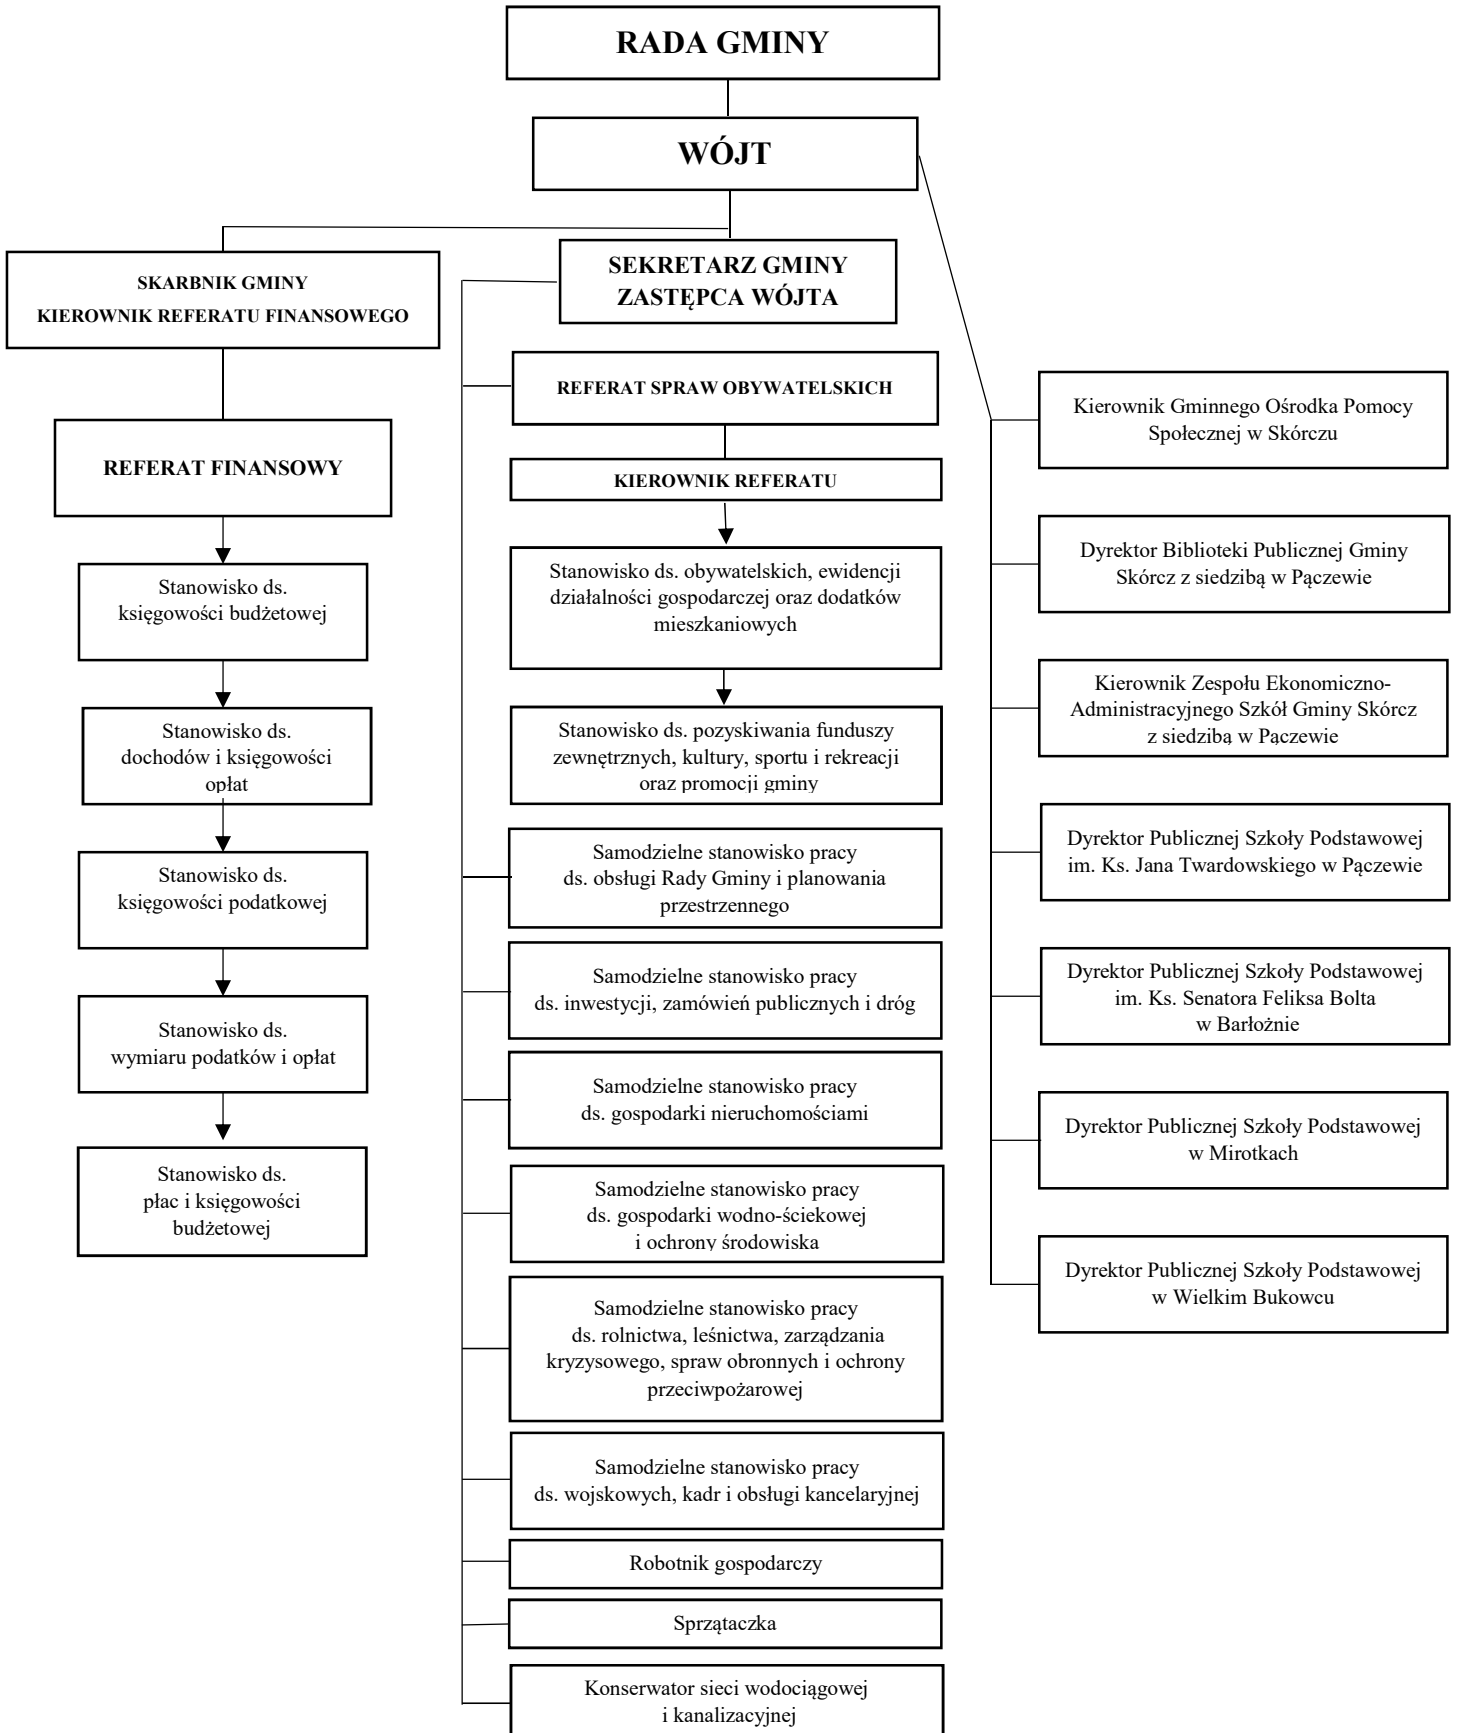 RADA GMINY
WÓJT
SKARBNIK GMINY
KIEROWNIK REFERATU FINANSOWEGO
REFERAT FINANSOWY
Stanowisko ds.
księgowości budżetowej
Stanowisko ds.
dochodów i księgowości
opłat
Stanowisko ds.
księgowości podatkowej
Stanowisko ds.
wymiaru podatków i opłat
Stanowisko ds.
płac i księgowości
budżetowej
SEKRETARZ GMINY
ZASTĘPCA WÓJTA
REFERAT SPRAW OBYWATELSKICH
KIEROWNIK REFERATU
Stanowisko ds. obywatelskich, ewidencji
działalności gospodarczej oraz dodatków
mieszkaniowych
Stanowisko ds. pozyskiwania funduszy
zewnętrznych, kultury, sportu i rekreacji
oraz promocji gminy
Samodzielne stanowisko pracy
ds. obsługi Rady Gminy i planowania
przestrzennego
Samodzielne stanowisko pracy
ds. inwestycji, zamówień publicznych i dróg
Samodzielne stanowisko pracy
ds. gospodarki nieruchomościami
Samodzielne stanowisko pracy
ds. gospodarki wodno-ściekowej
i ochrony środowiska
Samodzielne stanowisko pracy
ds. rolnictwa, leśnictwa, zarządzania
kryzysowego, spraw obronnych i ochrony
przeciwpożarowej
Samodzielne stanowisko pracy
ds. wojskowych, kadr i obsługi kancelaryjnej
Robotnik gospodarczy
Sprzątaczka
Konserwator sieci wodociągowej
i kanalizacyjnej
Kierownik Gminnego Ośrodka Pomocy
Społecznej w Skórczu
Dyrektor Biblioteki Publicznej Gminy
Skórcz z siedzibą w Pączewie
Kierownik Zespołu Ekonomiczno-
Administracyjnego Szkół Gminy Skórcz
z siedzibą w Pączewie
Dyrektor Publicznej Szkoły Podstawowej
im. Ks. Jana Twardowskiego w Pączewie
Dyrektor Publicznej Szkoły Podstawowej
im. Ks. Senatora Feliksa Bolta
w Barłożnie
Dyrektor Publicznej Szkoły Podstawowej
w Mirotkach
Dyrektor Publicznej Szkoły Podstawowej
w Wielkim Bukowcu